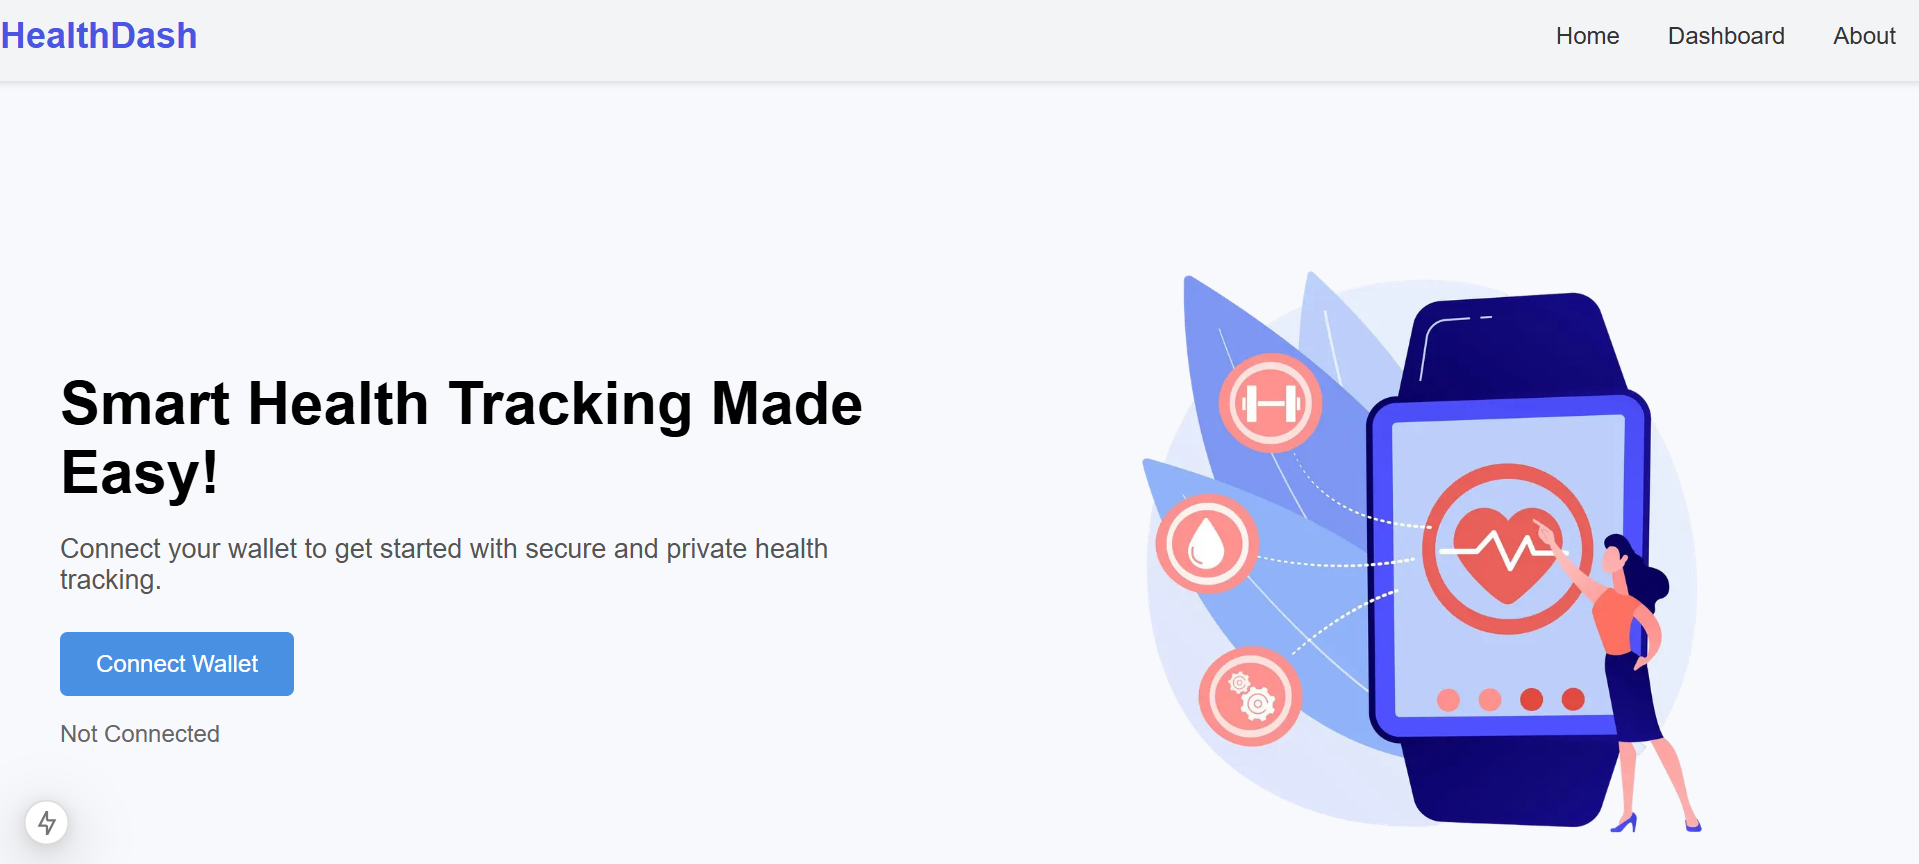 HealthDash
Home
Dashboard
About
Smart Health Tracking Made
Easy!
Connect your wallet to get started with secure and private health
tracking.
Connect Wallet
Not Connected